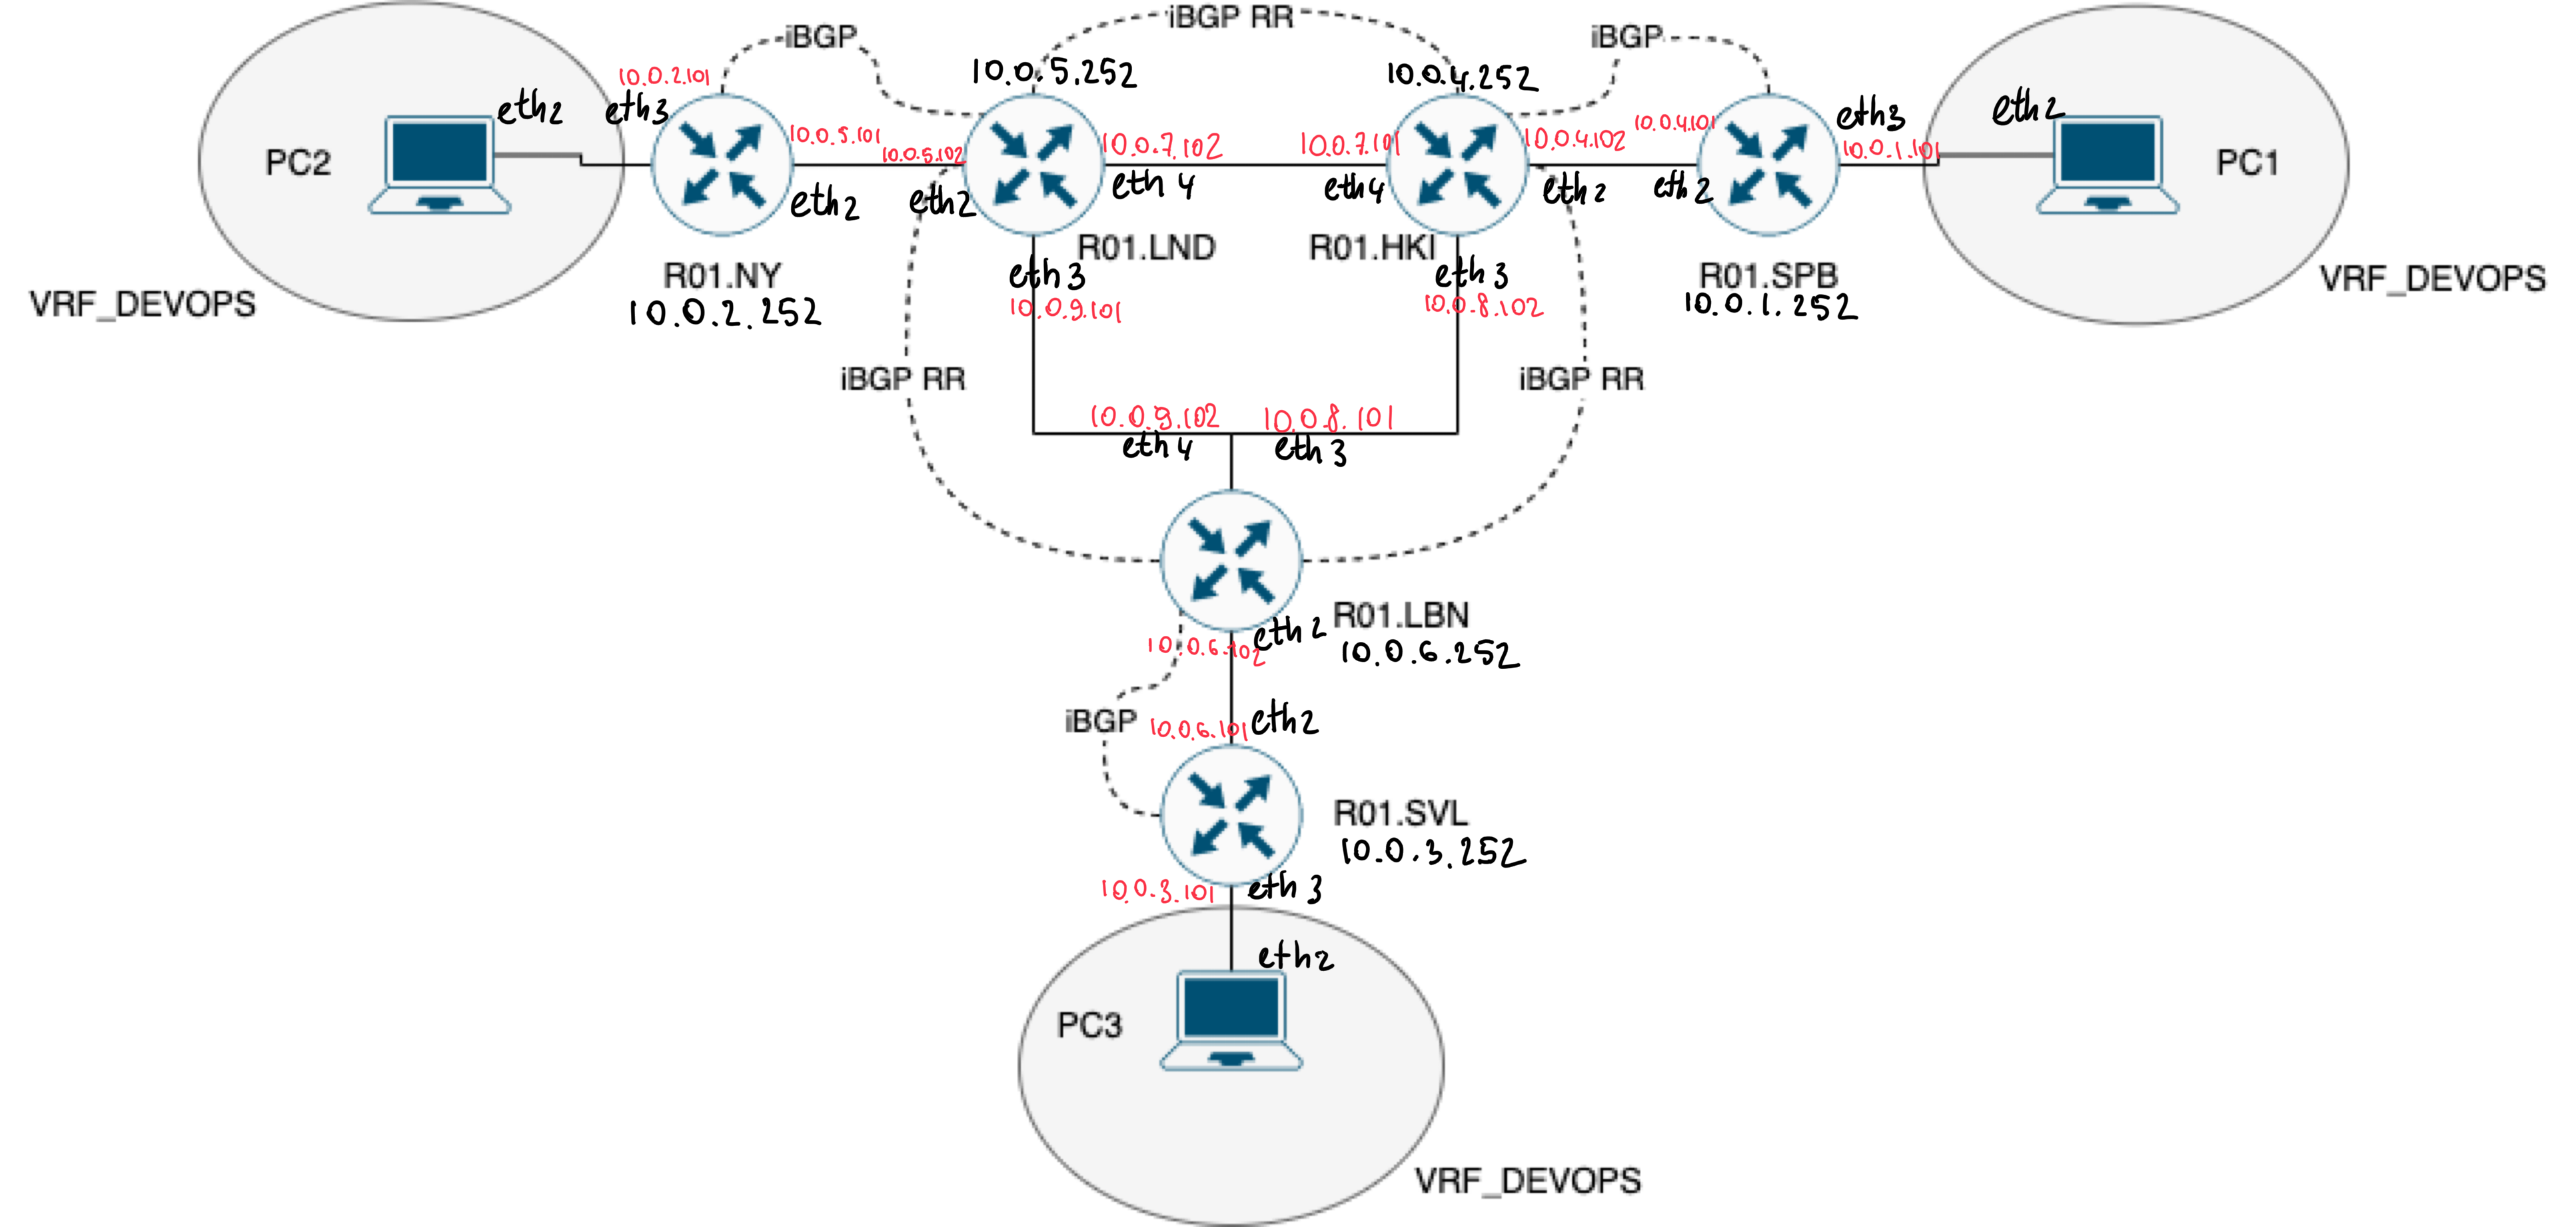 iBGP RR
iBGP
iBGP
10.0.2.101
10.0.5.252
10.0.4.252
eth2
eth3
eth3
eth2
10.0.5.101
10.0.5.102
10.0.7.102
10.0.7.101
10.0.4.102
10.0.4.101
10.0.1.101
PC2
PC1
eth2
eth2
eth 4
eth4
eth 2
eth 2
R01.LND
R01.HKI
R01.NY
10.0.2.252
R01.SPB
10.0.1.252
VRF_DEVOPS
VRF_DEVOPS
eth3
10.0.9.101
eth 3
10.0.8.102
iBGP RR
iBGP RR
10.0.9.102
10.0.8.101
eth 4
eth 3
R01.LBN
10.0.6.252
eth 2
10.0.6.102
iBGP
10.0.6.101
eth2
R01.SVL
10.0.3.252
10.0.3.101
eth 3
eth2
PC3
VRF_DEVOPS